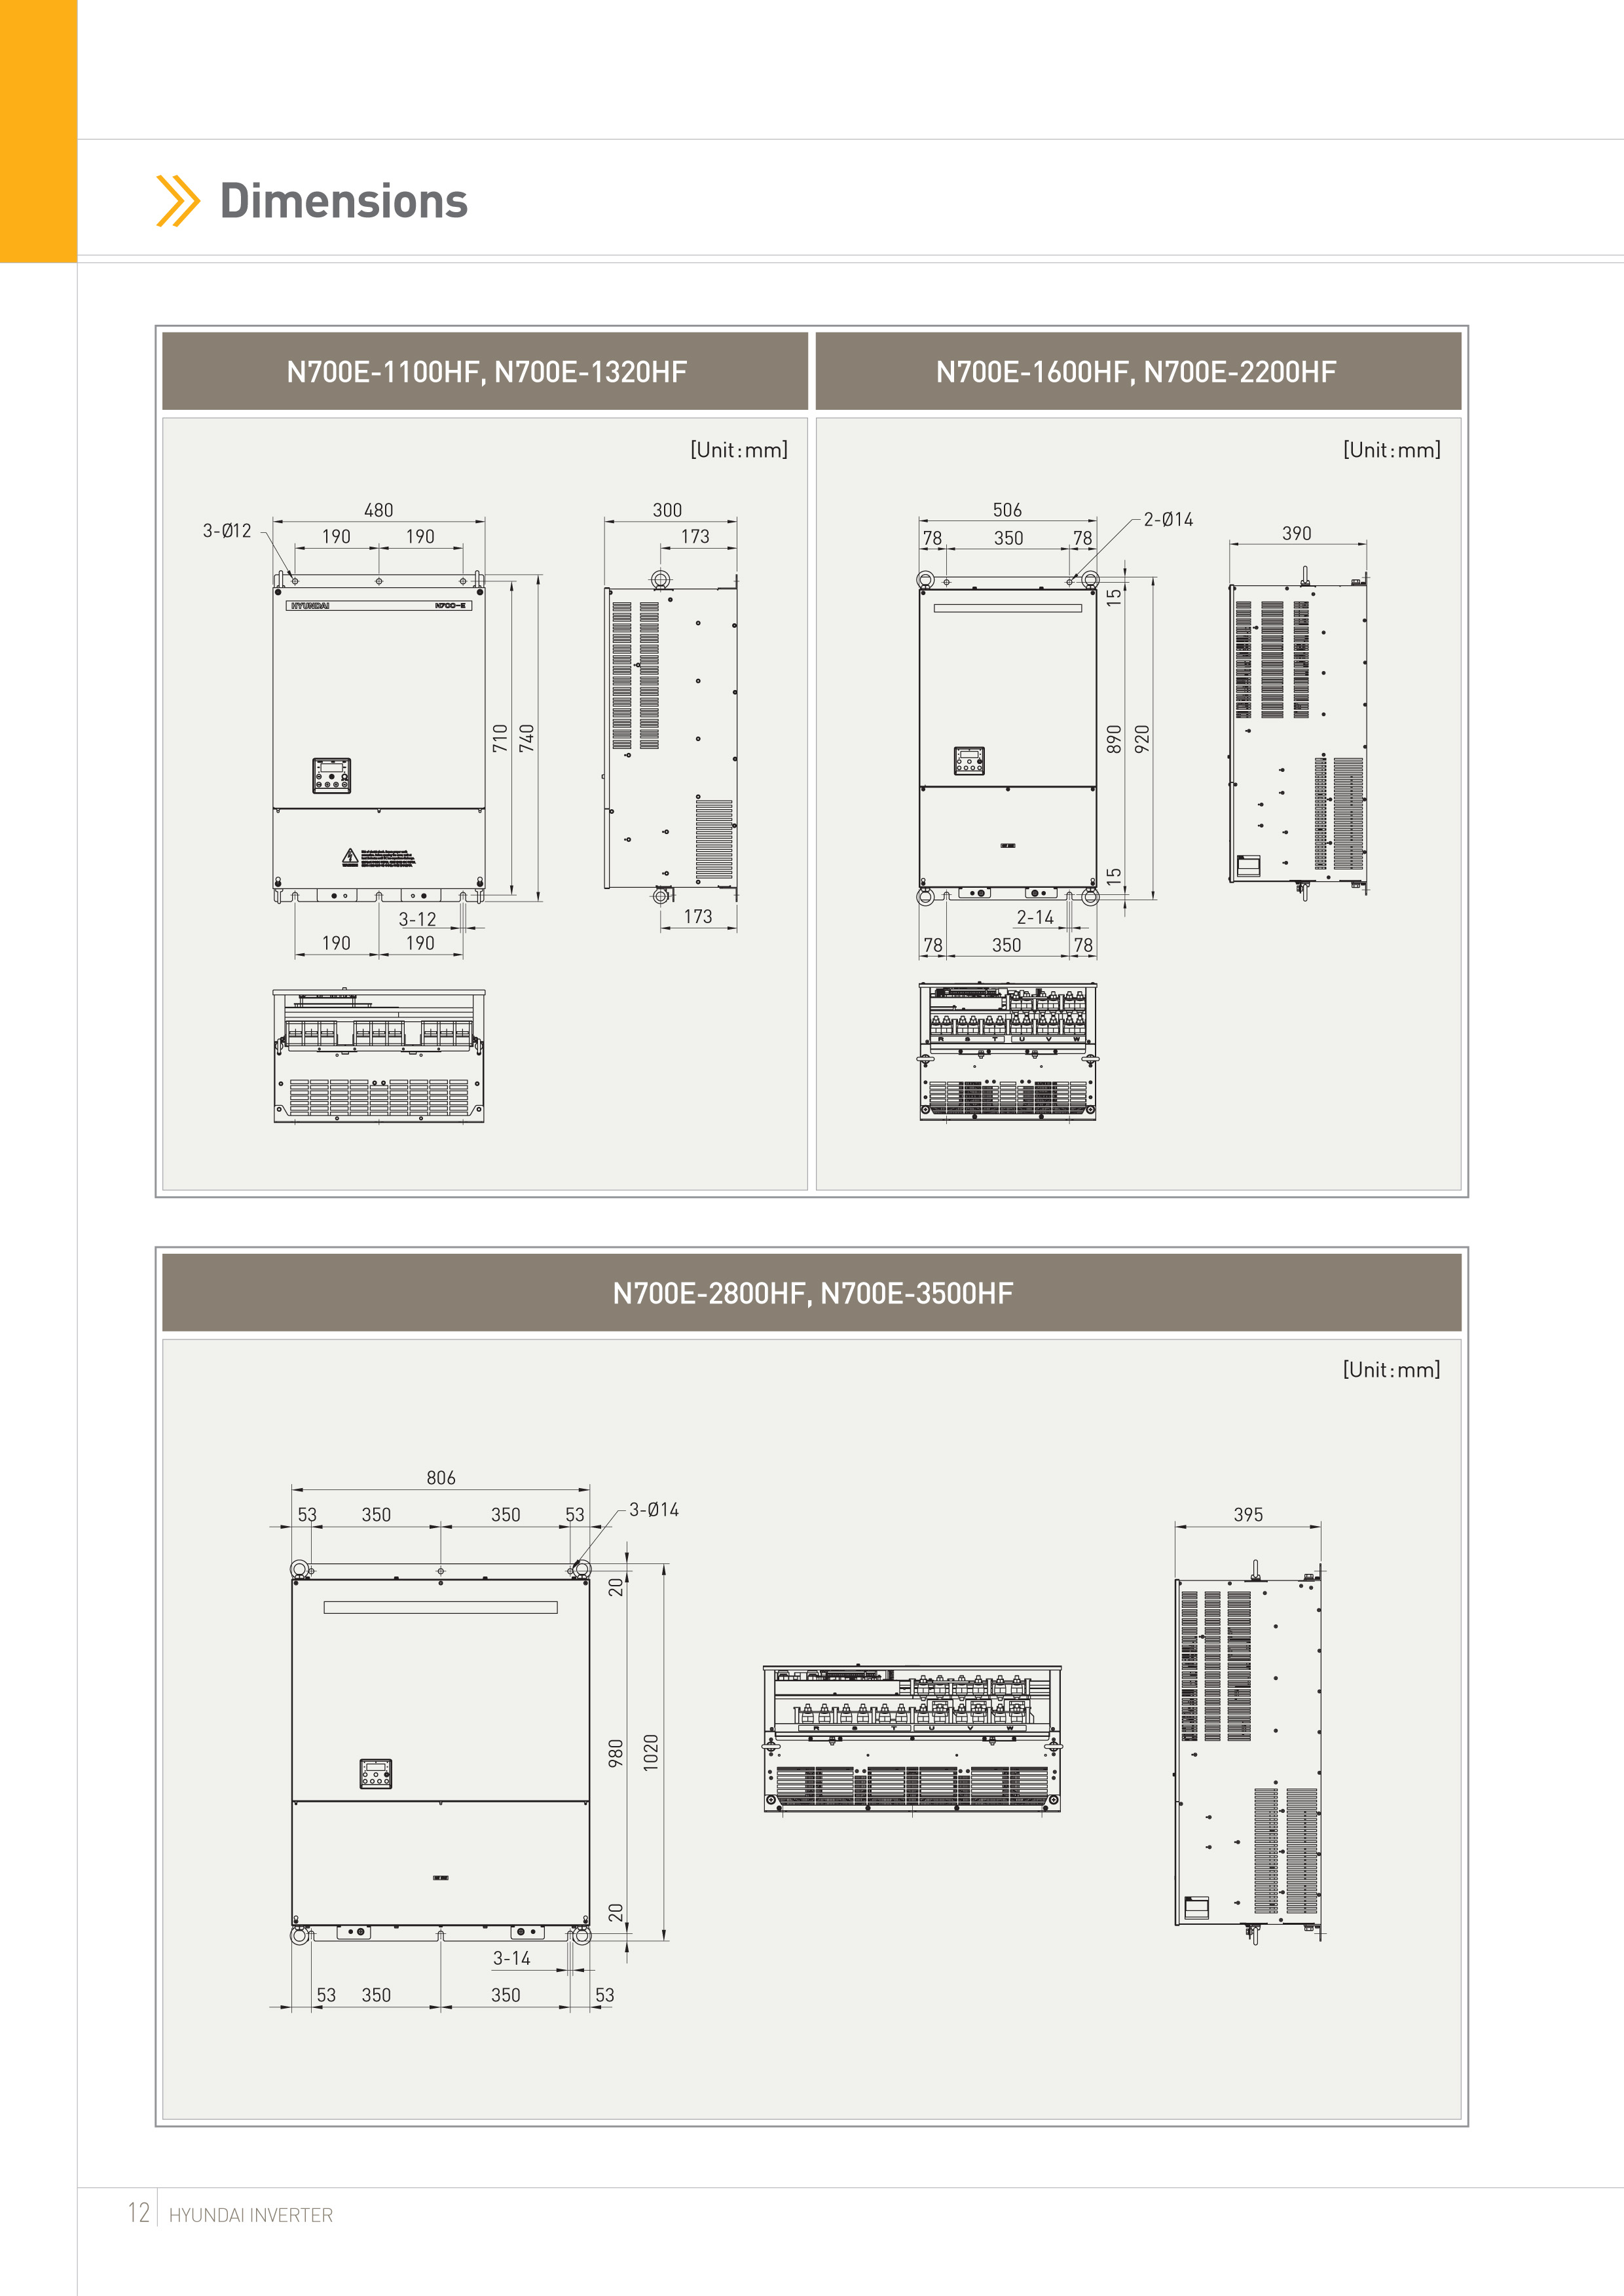 Dimensions
N700E-1100HF, N700E-1320HF
[Unit : mm]
480
3-Ø12
190
190
300
173
HYUNDAI
N700-E
710
740
3-12
190
190
173
N700E-1600HF, N700E-2200HF
[Unit : mm]
506
2-Ø14
78
350
78
390
15
890
920
15
2-14
78
350
78
R S T U V W
N700E-2800HF, N700E-3500HF
[Unit : mm]
806
53
350
350
53
3-Ø14
395
20
980
1020
20
3-14
53
350
350
53
R S T U V W
12
HYUNDAI INVERTER